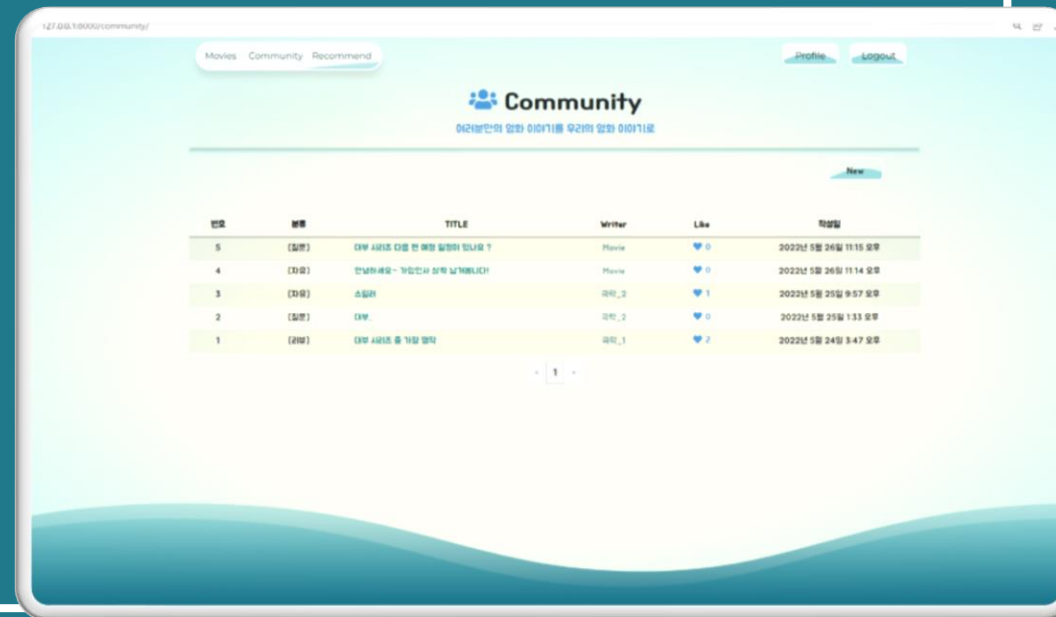 127.0.0.1:8000/community/
Movies Community Recommend
Profile Logout
Community
여러분만의 영화 이야기를 우리의 영화 이야기로
New
번호 분류 TITLE Writer Like 작성일
5 [질문] 대부 시리즈 다음 편 예정 일정이 있나요 ? Movie 0 2022년 5월 26일 11:15 오후
4 [자유] 안녕하세요~ 가입인사 살짝 남겨봅니다! Movie 0 2022년 5월 26일 11:14 오후
3 [자유] 스릴러 _2 1 2022년 5월 25일 9:57 오후
2 [질문] 대부. _2 0 2022년 5월 25일 1:33 오후
1 [리뷰] 대부 시리즈 중 가장 명작 _1 2 2022년 5월 24일 3:47 오후
1